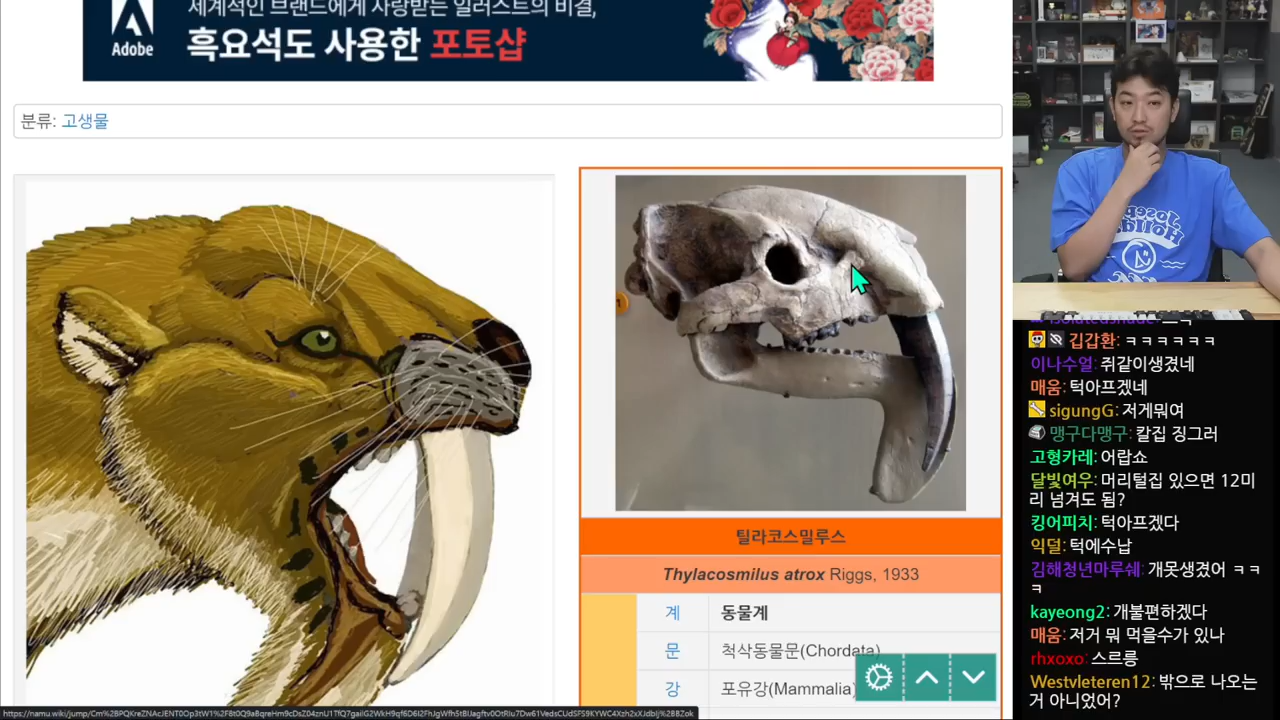 세계적인 브랜드에게 사랑받는 일러스트의 비결,
Adobe
흑요석도 사용한 포토샵
분류: 고생물
틸라코스밀루스
Thylacosmilus atrox Riggs, 1933
계 동물계
문 척삭동물문(Chordata)
강 포유강(Mammalia)
김갑환: ㅋㅋㅋㅋㅋㅋ
이나수얼: 쥐같이생겼네
매움: 턱아프겠네
sigungG: 저게뭐여
맹구다맹구: 칼집 징그러
고형카레: 어랍쇼
달빛여우: 머리털집 있으면 12미
리 넘겨도 됨?
킹어피치: 턱아프겠다
익덜: 턱에수납
김해청년마루쉐: 개못생겼어 ㅋㅋ
ㅋ
kayeong2: 개불편하겠다
매움: 저거 뭐 먹을수가 있나
rhxoxo: 스르릉
Westvleteren12: 밖으로 나오는
거 아니었어?